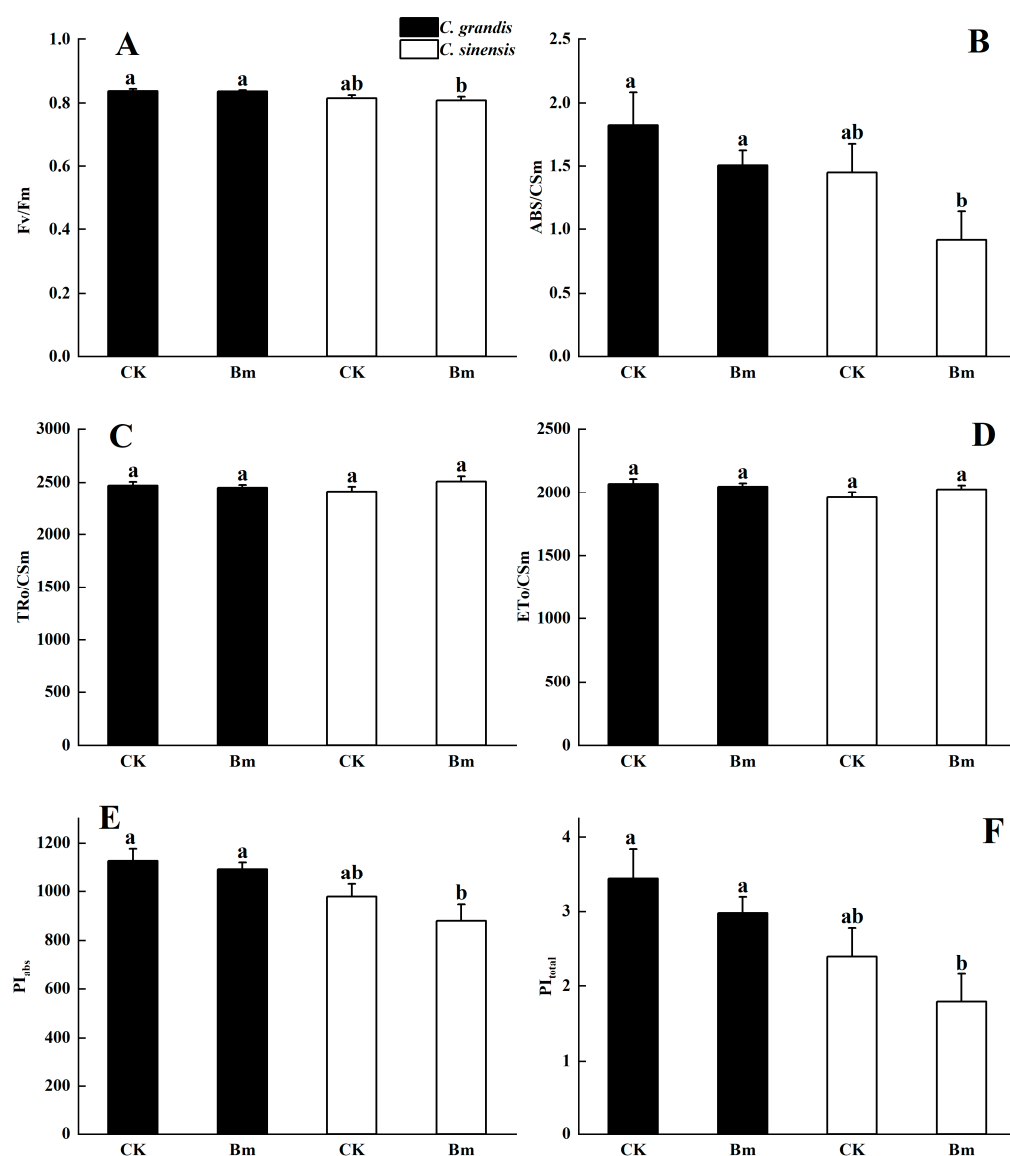 C. grandis
C. sinensis
A
1.0
0.8
0.6
0.4
0.2
0.0
Fv/Fm
a
a
ab
b
CK
Bm
CK
Bm
B
2.5
2.0
1.5
1.0
0.5
0.0
ABS/CSm
a
a
ab
b
CK
Bm
CK
Bm
C
3000
2500
2000
1500
1000
500
0
TRo/CSm
a
a
a
a
CK
Bm
CK
Bm
D
2500
2000
1500
1000
500
0
ETo/CSm
a
a
a
a
CK
Bm
CK
Bm
E
1200
1000
800
600
400
200
0
PIabs
a
a
ab
b
CK
Bm
CK
Bm
F
4
3
2
1
0
PItotal
a
a
ab
b
CK
Bm
CK
Bm